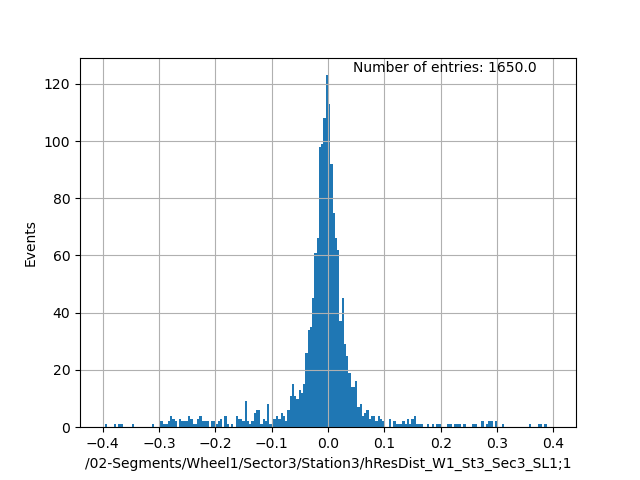 Number of entries: 1650.0
120
100
80
60
40
20
0
Events
−0.4 −0.3 −0.2 −0.1 0.0 0.1 0.2 0.3 0.4
/02-Segments/Wheel1/Sector3/Station3/hResDist_W1_St3_Sec3_SL1;1